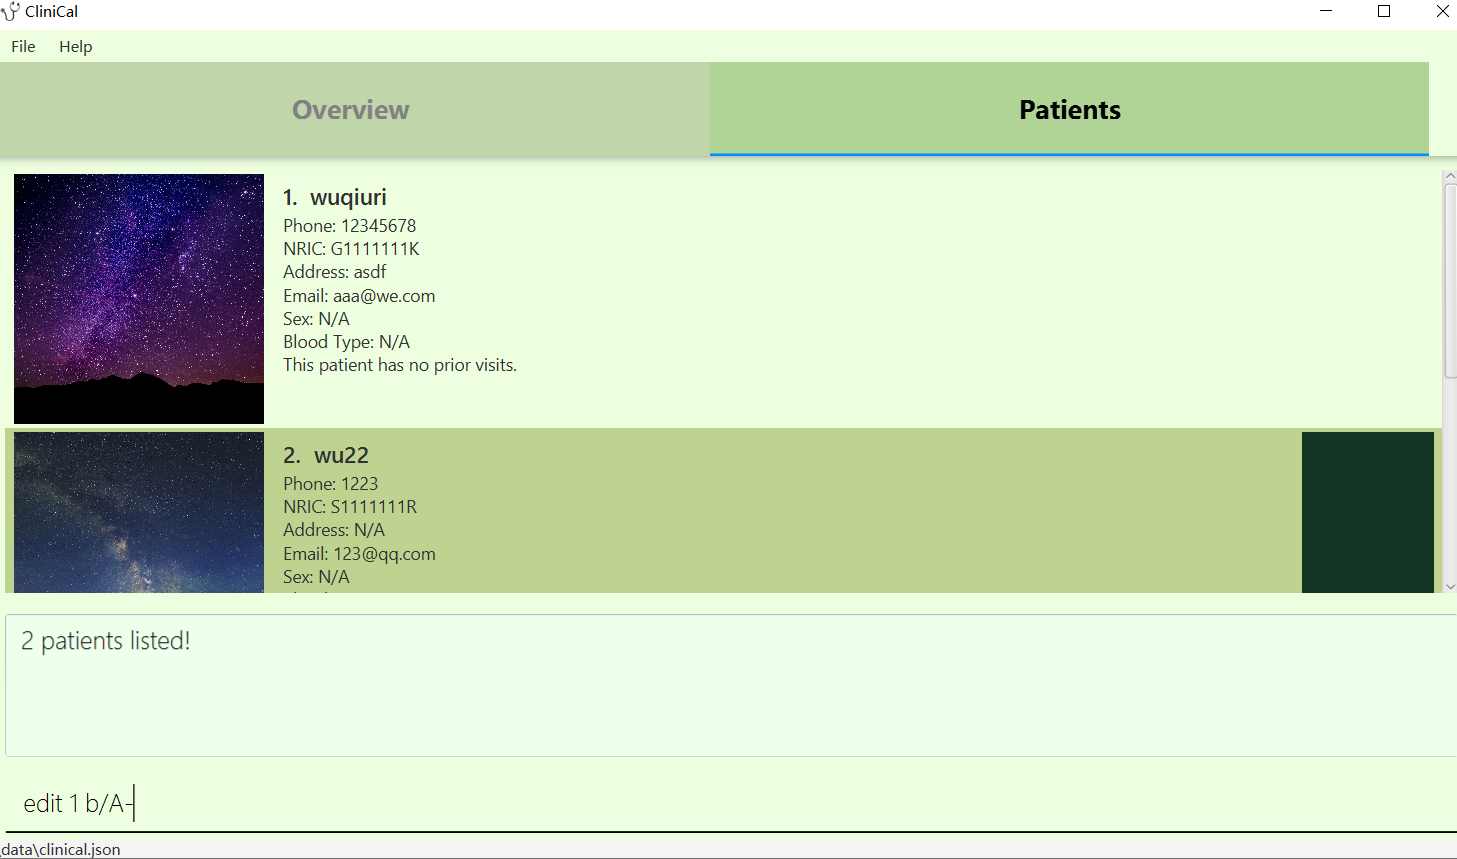 CliniCal
File Help
Overview Patients
1. wuqiuri
Phone: 12345678
NRIC: G1111111K
Address: asdf
Email: aaa@we.com
Sex: N/A
Blood Type: N/A
This patient has no prior visits.
2. wu22
Phone: 1223
NRIC: S1111111R
Address: N/A
Email: 123@qq.com
Sex: N/A
2 patients listed!
edit 1 b/A-
\data\clinical.json